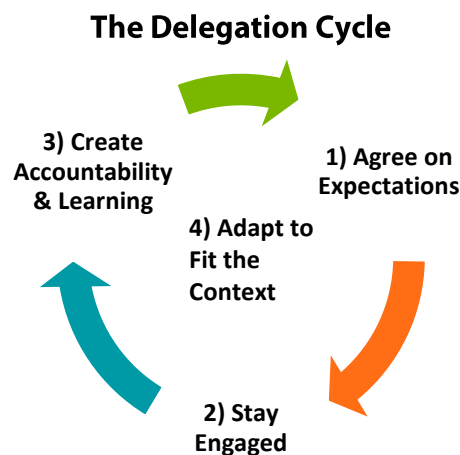 The Delegation Cycle
1) Agree on
Expectations
2) Stay
Engaged
3) Create
Accountability
& Learning
4) Adapt to
Fit the
Context